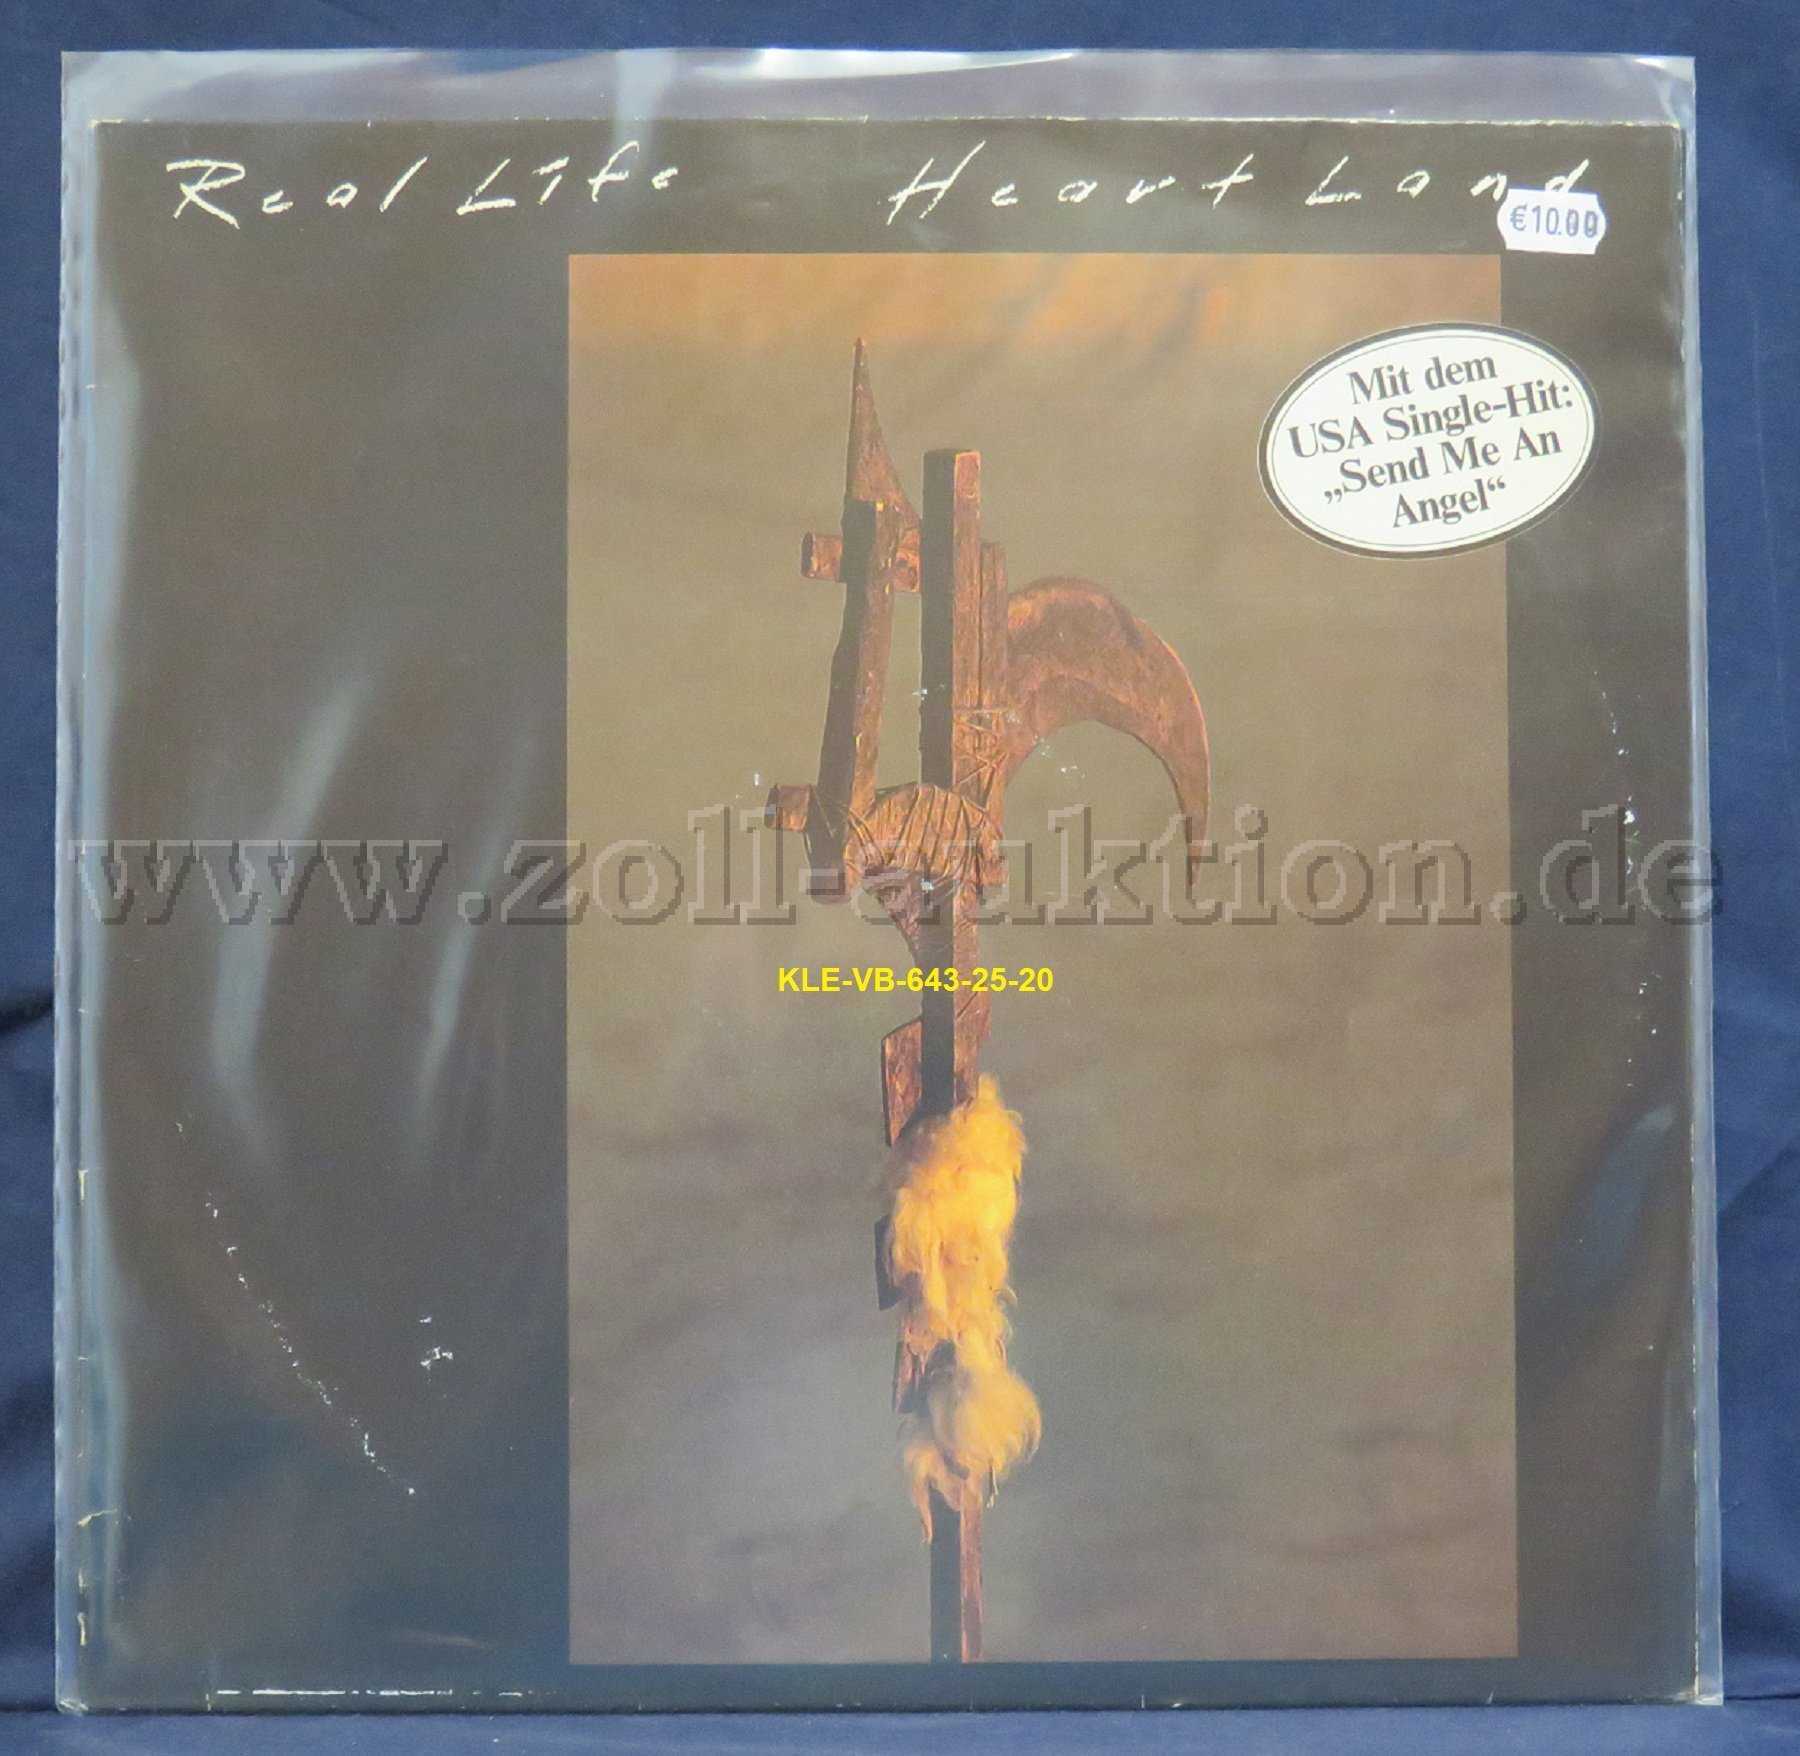 Real Life Heart Land
€10.00
Mit dem
USA Single-Hit:
„Send Me An
Angel“
www.zoll-auktion.de
KLE-VB-643-25-20